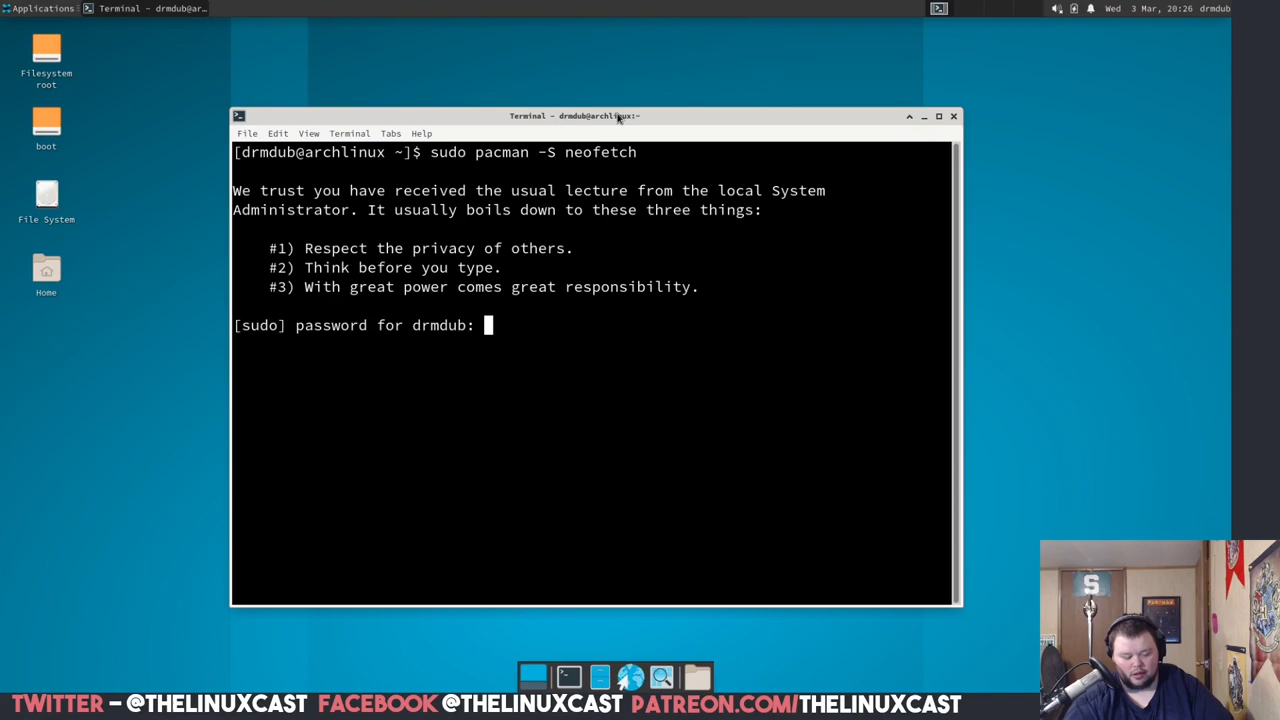 Applications
Terminal - drmdub@ar...
Wed 3 Mar, 20:26 drmdub
Filesystem
root
boot
File System
Home
Terminal - drmdub@archlinux:~
File Edit View Terminal Tabs Help
[drmdub@archlinux ~]$ sudo pacman -S neofetch
We trust you have received the usual lecture from the local System
Administrator. It usually boils down to these three things:
#1) Respect the privacy of others.
#2) Think before you type.
#3) With great power comes great responsibility.
[sudo] password for drmdub:
S
TWITTER – @THELINUXCAST FACEBOOK @THELINUXCAST PATREON.COM/THELINUXCAST